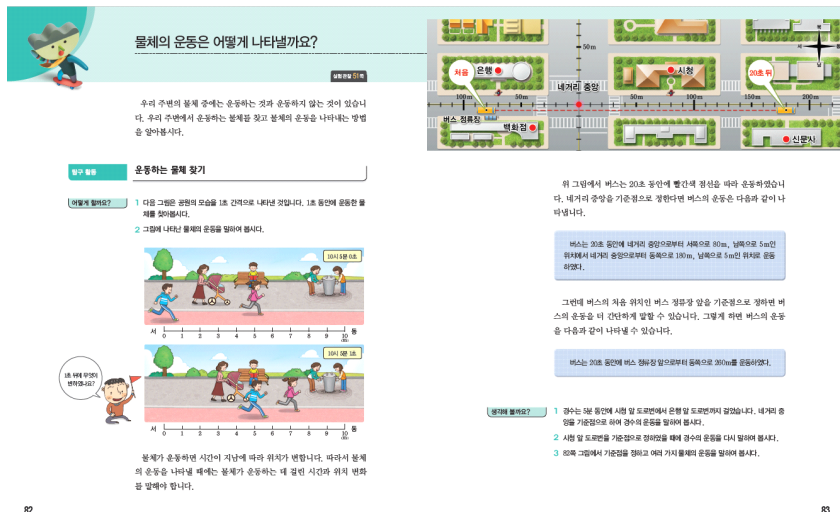 물체의 운동은 어떻게 나타낼까요?
실험 관찰 51쪽
우리 주변의 물체 중에는 운동하는 것과 운동하지 않는 것이 있습니
다. 우리 주변에서 운동하는 물체를 찾고 물체의 운동을 나타내는 방법
을 알아봅시다.
탐구 활동
운동하는 물체 찾기
어떻게 할까요?
1 다음 그림은 공원의 모습을 1초 간격으로 나타낸 것입니다. 1초 동안에 운동한 물
체를 찾아봅시다.
2 그림에 나타난 물체의 운동을 말하여 봅시다.
10시 5분 0초
서 0 1 2 3 4 5 6 7 8 9 10 동
(m)
10시 5분 1초
1초 뒤에 무엇이
변하였나요?
서 0 1 2 3 4 5 6 7 8 9 10 동
(m)
물체가 운동하면 시간이 지남에 따라 위치가 변합니다. 따라서 물체
의 운동을 나타낼 때에는 물체가 운동하는 데 걸린 시간과 위치 변화
를 말해야 합니다.
82
50m
처음
은행
네거리 중앙
시청
20초 뒤
서
남
100m
50m
50m
100m
150m
200m
버스 정류장
백화점
신문사
위 그림에서 버스는 20초 동안에 빨간색 점선을 따라 운동하였습니
다. 네거리 중앙을 기준점으로 정한다면 버스의 운동은 다음과 같이 나
타냅니다.
버스는 20초 동안에 네거리 중앙으로부터 서쪽으로 80m, 남쪽으로 5m인
위치에서 네거리 중앙으로부터 동쪽으로 180m, 남쪽으로 5m인 위치로 운동
하였다.
그런데 버스의 처음 위치인 버스 정류장 앞을 기준점으로 정하면 버
스의 운동을 더 간단하게 말할 수 있습니다. 그렇게 하면 버스의 운동
을 다음과 같이 나타낼 수 있습니다.
버스는 20초 동안에 버스 정류장 앞으로부터 동쪽으로 260m를 운동하였다.
생각해 볼까요?
1 경수는 5분 동안에 시청 앞 도로변에서 은행 앞 도로변까지 걸었습니다. 네거리 중
앙을 기준점으로 하여 경수의 운동을 말하여 봅시다.
2 시청 앞 도로변을 기준점으로 정하였을 때에 경수의 운동을 다시 말하여 봅시다.
3 82쪽 그림에서 기준점을 정하고 여러 가지 물체의 운동을 말하여 봅시다.
83